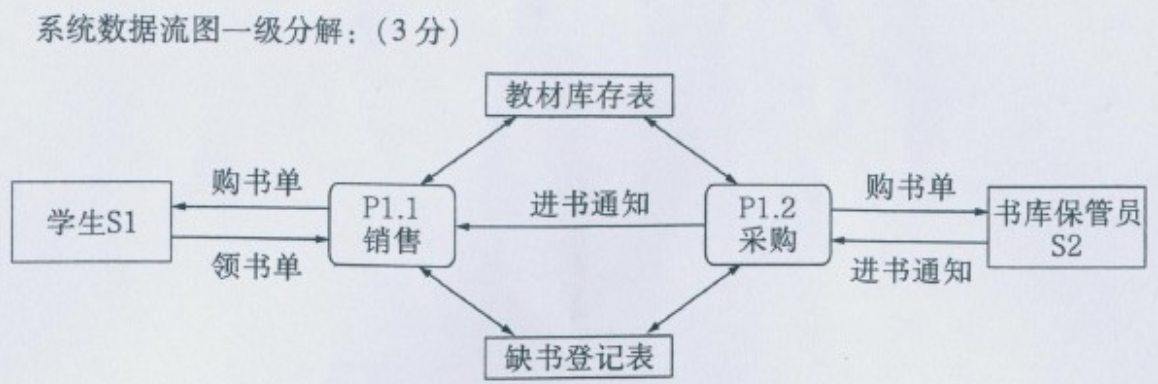 系统数据流图一级分解：(3分)
教材库存表
购书单
进书通知
购书单
学生S1
P1.1
销售
P1.2
采购
书库保管员
S2
领书单
进书通知
缺书登记表